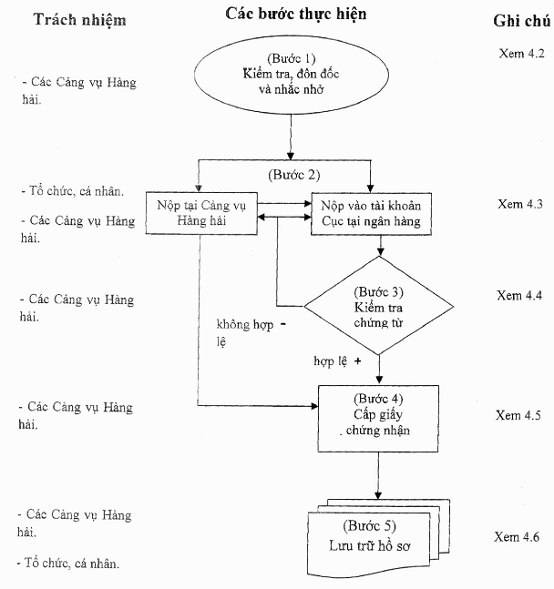 Trách nhiệm
Các bước thực hiện
Ghi chú
- Các Cảng vụ Hàng
hải.
(Bước 1)
Kiểm tra, đôn đốc
và nhắc nhở
Xem 4.2
(Bước 2)
- Tổ chức, cá nhân.
- Các Cảng vụ Hàng
hải.
Nộp tại Cảng vụ
Hàng hải
Nộp vào tài khoản
Cục tại ngân hàng
Xem 4.3
- Các Cảng vụ Hàng
hải.
(Bước 3)
Kiểm tra
chứng từ
Xem 4.4
không hợp -
lệ
hợp lệ +
- Các Cảng vụ Hàng
hải.
(Bước 4)
Cấp giấy
chứng nhận
Xem 4.5
- Các Cảng vụ Hàng
hải.
- Tổ chức, cá nhân.
(Bước 5)
Lưu trữ hồ sơ
Xem 4.6